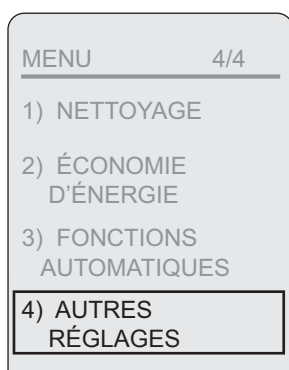 MENU 4/4
1) NETTOYAGE
2) ÉCONOMIE
D'ÉNERGIE
3) FONCTIONS
AUTOMATIQUES
4) AUTRES
RÉGLAGES